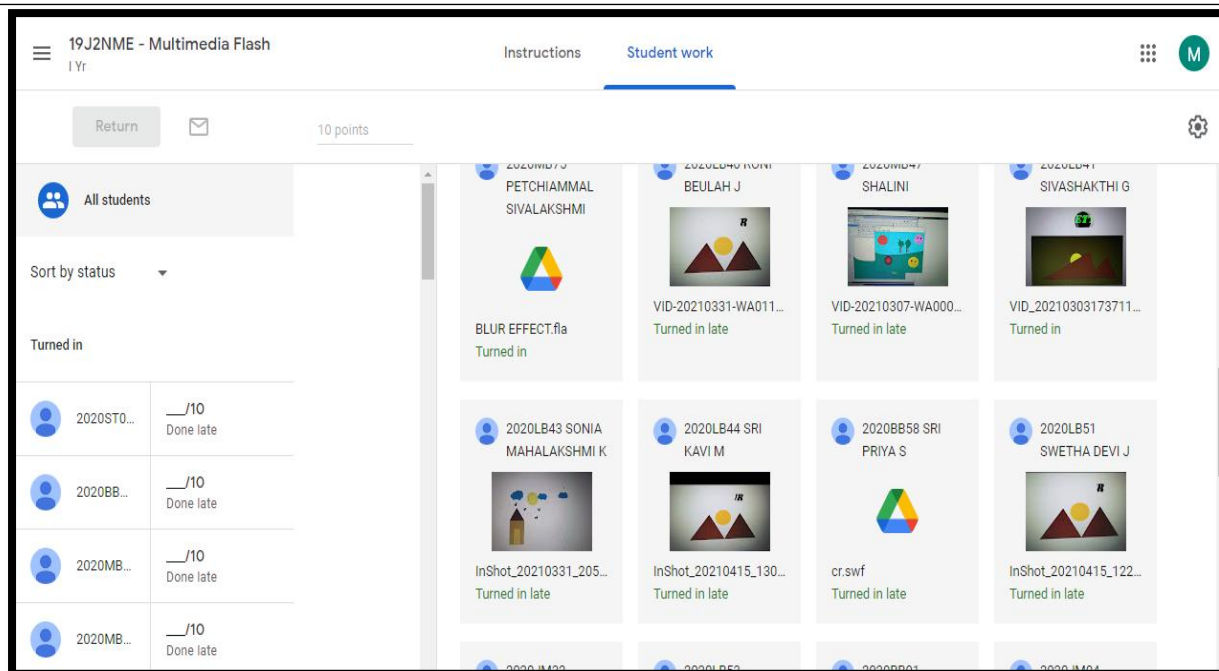 19J2NME - Multimedia Flash
I Yr
Instructions
Student work
M
Return
10 points
All students
Sort by status
Turned in
2020ST0...
__/10
Done late
2020BB...
__/10
Done late
2020MB...
__/10
Done late
2020MB...
__/10
Done late
PETCHIAMMAL
SIVALAKSHMI
BLUR EFFECT.fla
Turned in
BEULAH J
R
VID-20210331-WA011...
Turned in late
2020MB47
SHALINI
VID-20210307-WA000...
Turned in late
2020LB41
SIVASHAKTHI G
VID_20210303173711...
Turned in
2020LB43 SONIA
MAHALAKSHMI K
InShot_20210331_205...
Turned in late
2020LB44 SRI
KAVI M
R
InShot_20210415_130...
Turned in late
2020BB58 SRI
PRIYA S
cr.swf
Turned in late
2020LB51
SWETHA DEVI J
R
InShot_20210415_122...
Turned in late